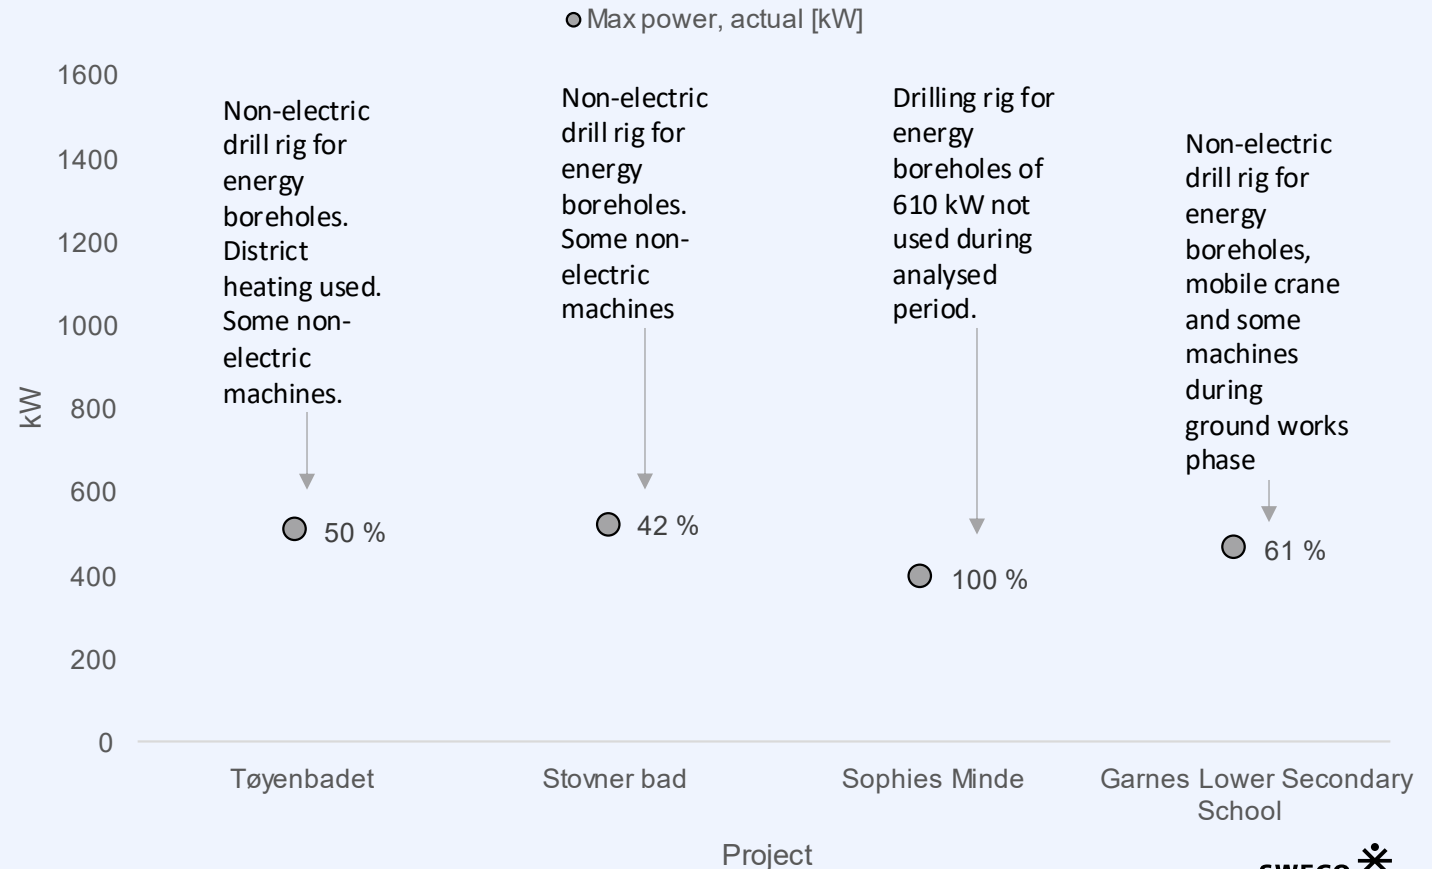 Max power, actual [kW]
1600
1400
1200
1000
800
600
400
200
0
kW
Non-electric
drill rig for
energy
boreholes.
District
heating used.
Some non-
electric
machines.
50 %
Non-electric
drill rig for
energy
boreholes.
Some non-
electric
machines
42 %
Drilling rig for
energy
boreholes of
610 kW not
used during
analysed
period.
100 %
Non-electric
drill rig for
energy
boreholes,
mobile crane
and some
machines
during
ground works
phase
61 %
Tøyenbadet
Stovner bad
Sophies Minde
Garnes Lower Secondary
School
Project
SWECO